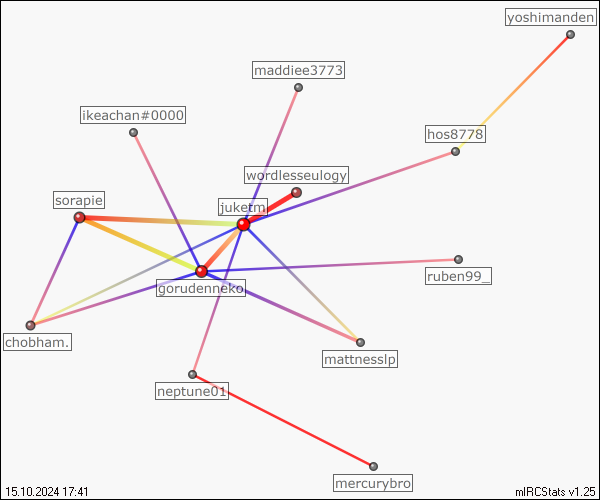 yoshimanden
maddiee3773
ikeachan#0000
hos8778
wordlesseulogy
sorapie
jukefm
ruben99_
gorudenneko
chobham.
mattnesslp
neptune01
mercurybro
15.10.2024 17:41
mIRCStats v1.25